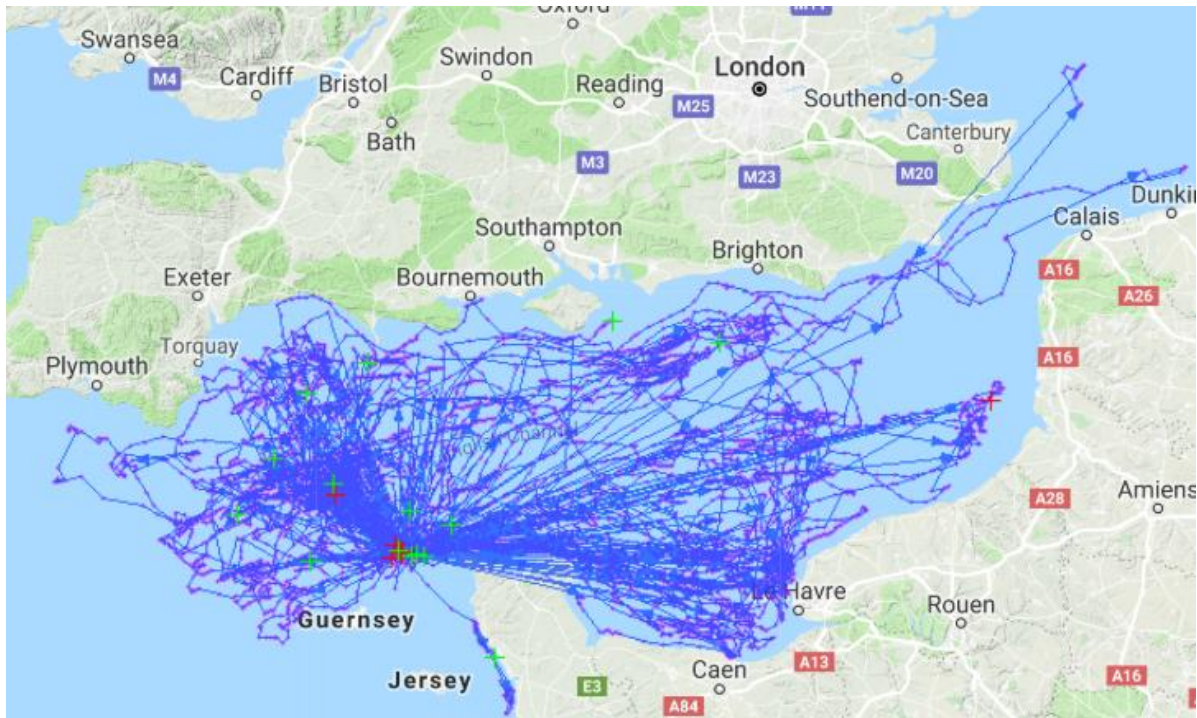 Oxford
Swansea
M4
Cardiff
Bristol
Swindon
Reading
London
M25
Southend-on-Sea
Bath
Canterbury
M3
M23
M20
Southampton
Brighton
Calais
Exeter
Bournemouth
A16
A26
Torquay
Plymouth
A16
A28
Amiens
Le Havre
Rouen
Guernsey
Jersey
Caen
A13
E3
A84
A16